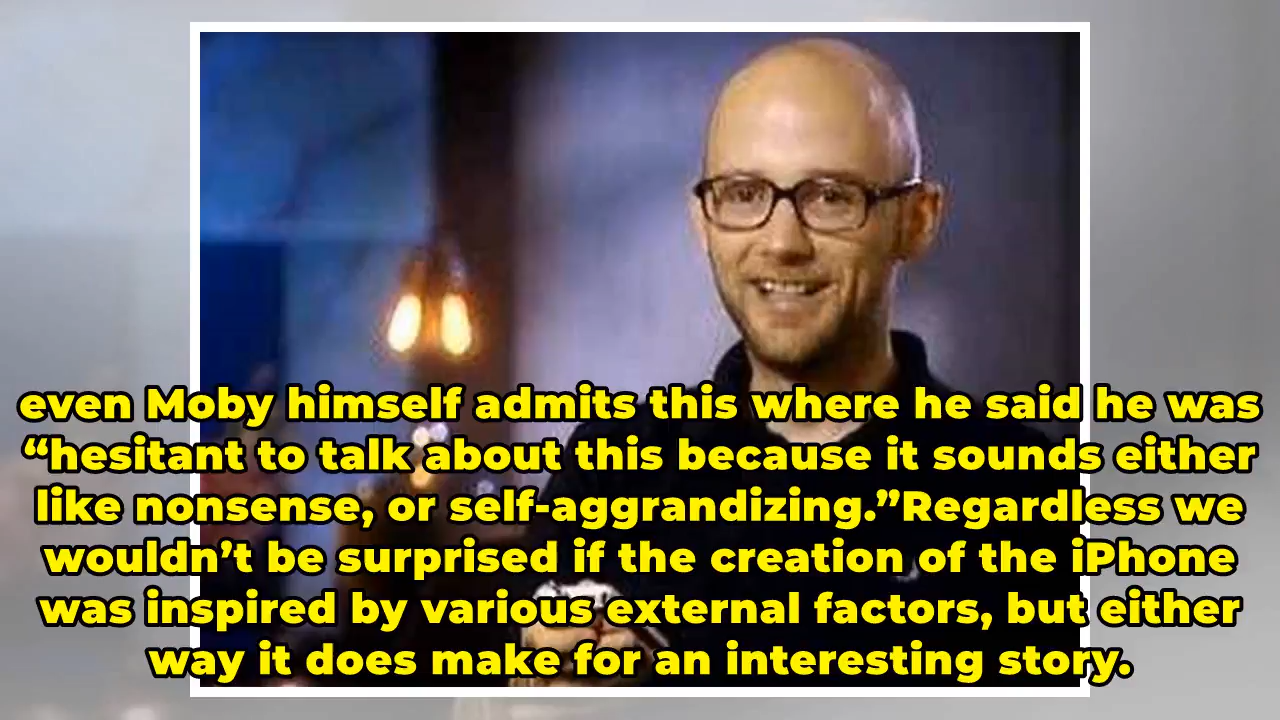 even Moby himself admits this where he said he was
“hesitant to talk about this because it sounds either
like nonsense, or self-aggrandizing.”Regardless we
wouldn’t be surprised if the creation of the iPhone
was inspired by various external factors, but either
way it does make for an interesting story.